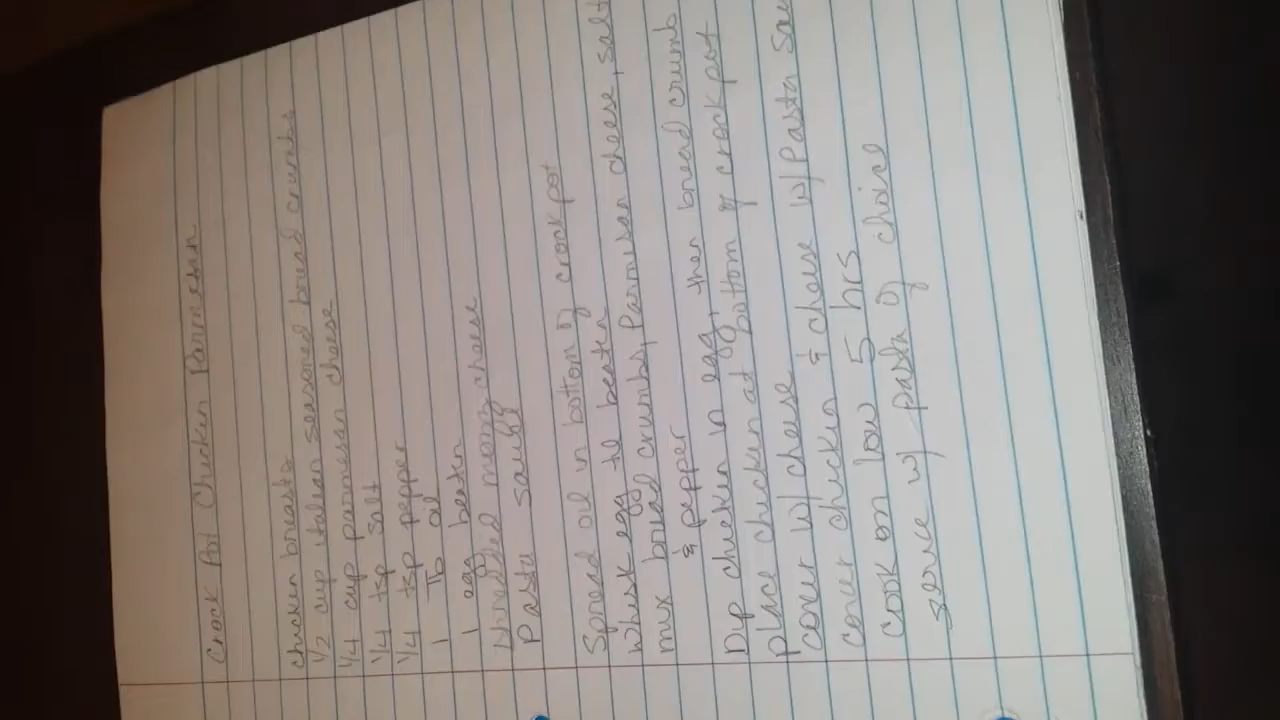 Crock Pot Chicken Parmesan
chicken breasts
1/2 cup italian seasoned bread crumbs
1/4 cup parmesan cheese
1/4 tsp salt
1/4 tsp pepper
1 Tb oil
1 egg beaten
Shredded mozz cheese
Pasta sauce
Spread oil in bottom of crock pot
whisk egg til beaten
mix bread crumbs, Parmesan cheese, salt
& pepper
Dip chicken in egg, then bread crumb
place chicken at bottom of crock pot
cover w/ cheese
cover chicken & cheese w/ Pasta sau
Cook on low 5 hrs
serve w/ pasta of choice